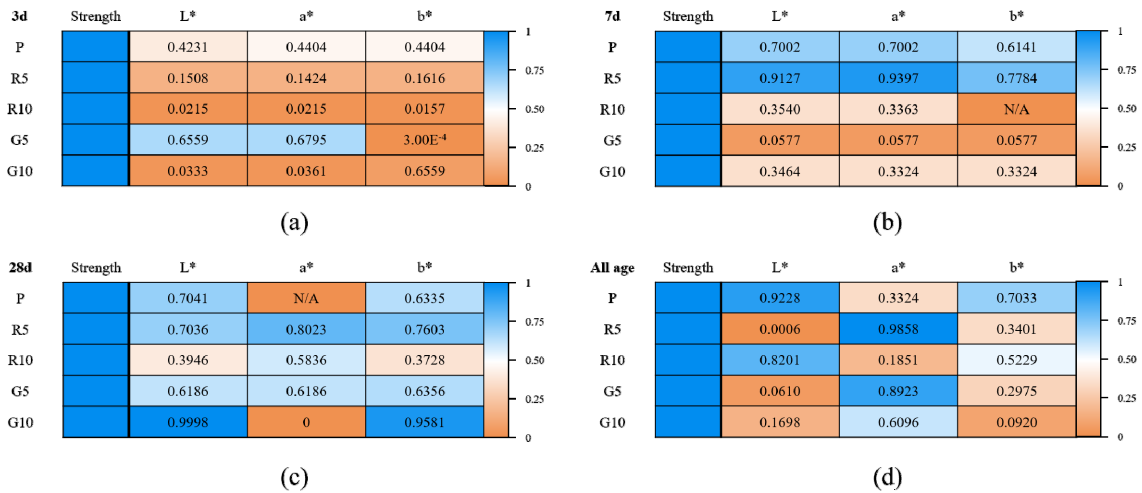 3d Strength L* a* b*
P 0.4231 0.4404 0.4404
R5 0.1508 0.1424 0.1616
R10 0.0215 0.0215 0.0157
G5 0.6559 0.6795 3.00E-4
G10 0.0333 0.0361 0.6559
1
0.75
0.50
0.25
0
(a)
7d Strength L* a* b*
P 0.7002 0.7002 0.6141
R5 0.9127 0.9397 0.7784
R10 0.3540 0.3363 N/A
G5 0.0577 0.0577 0.0577
G10 0.3464 0.3324 0.3324
1
0.75
0.50
0.25
0
(b)
28d Strength L* a* b*
P 0.7041 N/A 0.6335
R5 0.7036 0.8023 0.7603
R10 0.3946 0.5836 0.3728
G5 0.6186 0.6186 0.6356
G10 0.9998 0 0.9581
1
0.75
0.50
0.25
0
(c)
All age Strength L* a* b*
P 0.9228 0.3324 0.7033
R5 0.0006 0.9858 0.3401
R10 0.8201 0.1851 0.5229
G5 0.0610 0.8923 0.2975
G10 0.1698 0.6096 0.0920
1
0.75
0.50
0.25
0
(d)